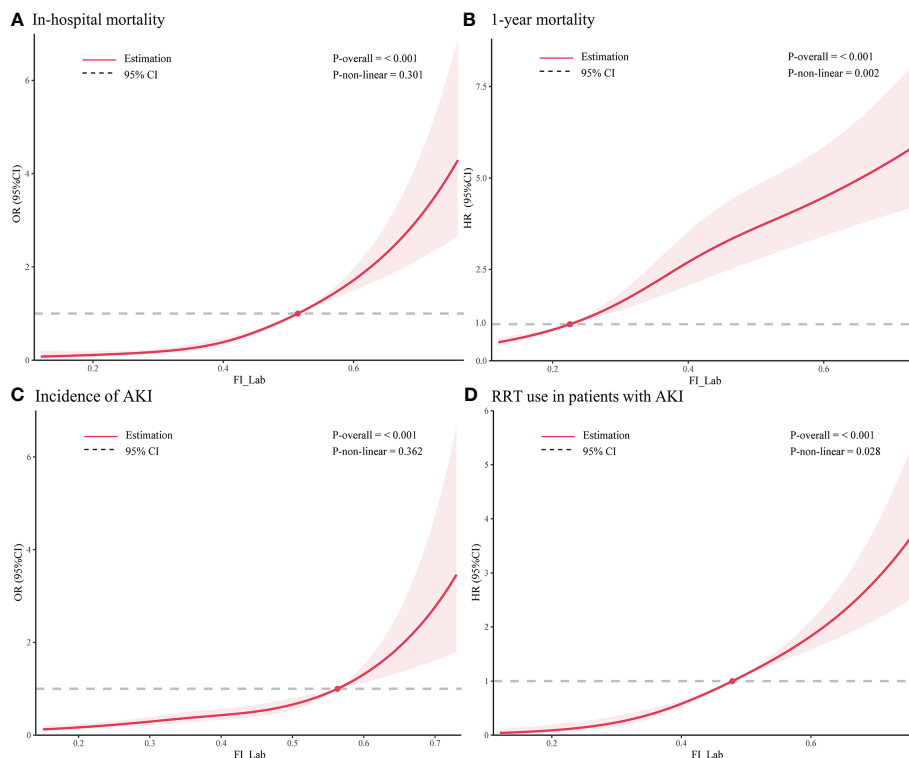 A In-hospital mortality
Estimation
95% CI
P-overall = < 0.001
P-non-linear = 0.301
OR (95%CI)
6
4
2
0
0.2 0.4 0.6
FI_Lab
B 1-year mortality
Estimation
95% CI
P-overall = < 0.001
P-non-linear = 0.002
HR (95%CI)
7.5
5.0
2.5
1.0
0.0
0.2 0.4 0.6
FI_Lab
C Incidence of AKI
Estimation
95% CI
P-overall = < 0.001
P-non-linear = 0.362
OR (95%CI)
6
4
2
0
0.2 0.3 0.4 0.5 0.6 0.7
FI_Lab
D RRT use in patients with AKI
Estimation
95% CI
P-overall = < 0.001
P-non-linear = 0.028
HR (95%CI)
6
5
4
3
2
1
0
0.2 0.4 0.6
FI_Lab